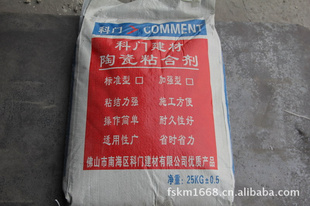 科门 COMMENT
科门建材
陶瓷粘合剂
标准型□ 加强型□
粘结力强 施工方便
操作简单 耐久性好
适用性广 省时省力
佛山市南海区科门建材有限公司优质产品
净重：25KG±0.5
fskm1668.1688.com